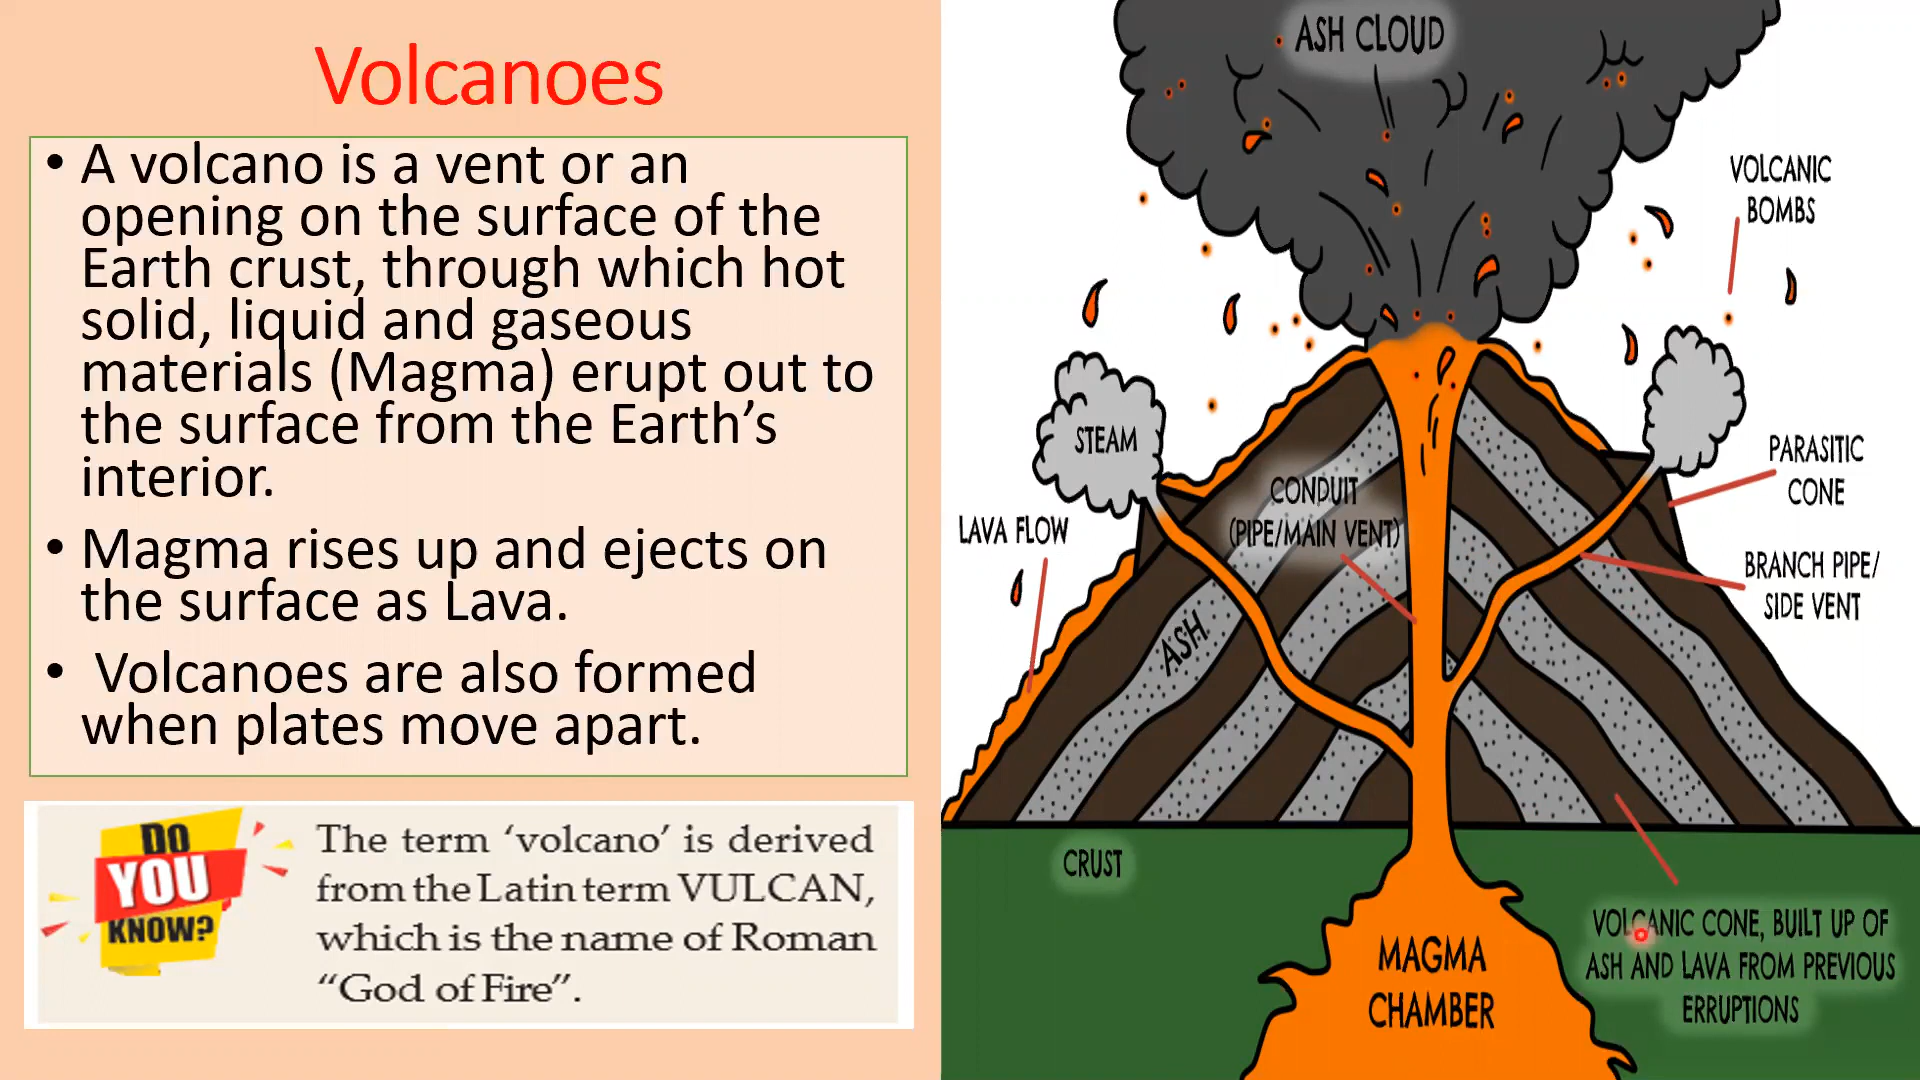 Volcanoes
• A volcano is a vent or an
opening on the surface of the
Earth crust, through which hot
solid, liquid and gaseous
materials (Magma) erupt out to
the surface from the Earth’s
interior.
• Magma rises up and ejects on
the surface as Lava.
• Volcanoes are also formed
when plates move apart.
DO
YOU
KNOW?
The term ‘volcano’ is derived
from the Latin term VULCAN,
which is the name of Roman
“God of Fire”.
ASH CLOUD
VOLCANIC
BOMBS
STEAM
PARASITIC
CONE
CONDUIT
(PIPE/MAIN VENT)
LAVA FLOW
BRANCH PIPE/
SIDE VENT
ASH
CRUST
MAGMA
CHAMBER
VOLCANIC CONE, BUILT UP OF
ASH AND LAVA FROM PREVIOUS
ERRUPTIONS